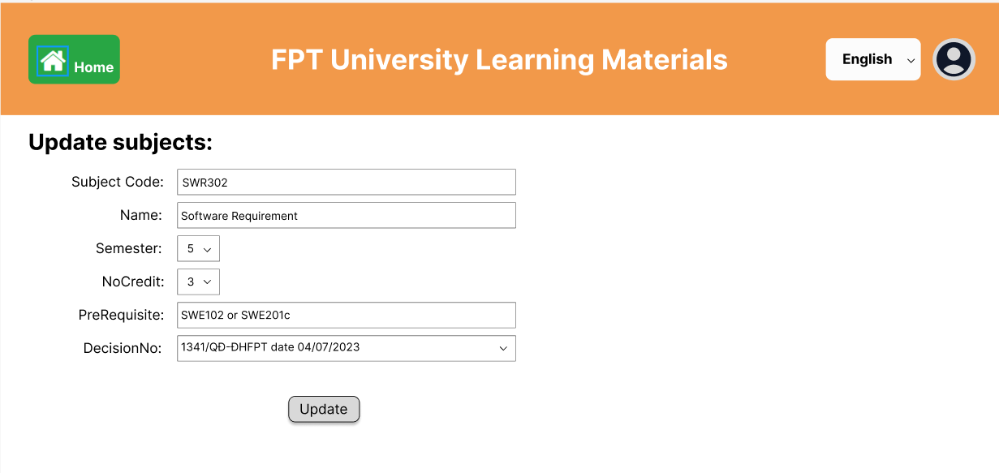 Home
FPT University Learning Materials
English
Update subjects:
Subject Code: SWR302
Name: Software Requirement
Semester: 5
NoCredit: 3
PreRequisite: SWE102 or SWE201c
DecisionNo: 1341/QĐ-ĐHFPT date 04/07/2023
Update